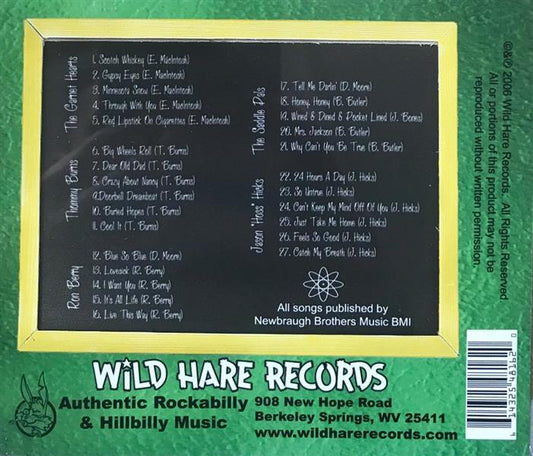 The Garnet Hearts
1. Scotch Whiskey (E. MacIntosh)
2. Gypsy Eyes (E. MacIntosh)
3. Minnesota Snow (E. MacIntosh)
4. Through With You (E. MacIntosh)
5. Red Lipstick On Cigarettes (E. MacIntosh)
Thommy Burns
6. Big Wheels Roll (T. Burns)
7. Dear Old Dad (T. Burns)
8. Crazy About Nancy (T. Burns)
9.Doorbell Dreamboat (T. Burns)
10. Buried Hopes (T. Burns)
11. Cool It (T. Burns)
Ron Berry
12. Blue So Blue (D. Moore)
13. Lovesick (R. Berry)
14. I Want You (R. Berry)
15. It's All Life (R. Berry)
16. Live This Way (R. Berry)
The Saddle Pals
17. Tell Me Darlin' (D. Moore)
18. Honey, Honey (B. Butler)
19. Wined & Dined & Pocket Lined (J. Booms)
20. Mrs. Jackson (B. Butler)
21. Why Can't You Be True (B. Butler)
Jason "Hoss" Hicks
22. 24 Hours A Day (J. Hicks)
23. So Untrue (J. Hicks)
24. Can't Keep My Mind Off Of You (J. Hicks)
25. Just Take Me Home (J. Hicks)
26. Feels So Good (J. Hicks)
27. Catch My Breath (J. Hicks)
All songs published by
Newbraugh Brothers Music BMI
©&℗ 2006 Wild Hare Records. All Rights Reserved
All or portions of this product may not be
reproduced without written permission.
WiLD HARE RECORDS
Authentic Rockabilly
& Hillbilly Music
908 New Hope Road
Berkeley Springs, WV 25411
www.wildharerecords.com
6 14325 48162 0